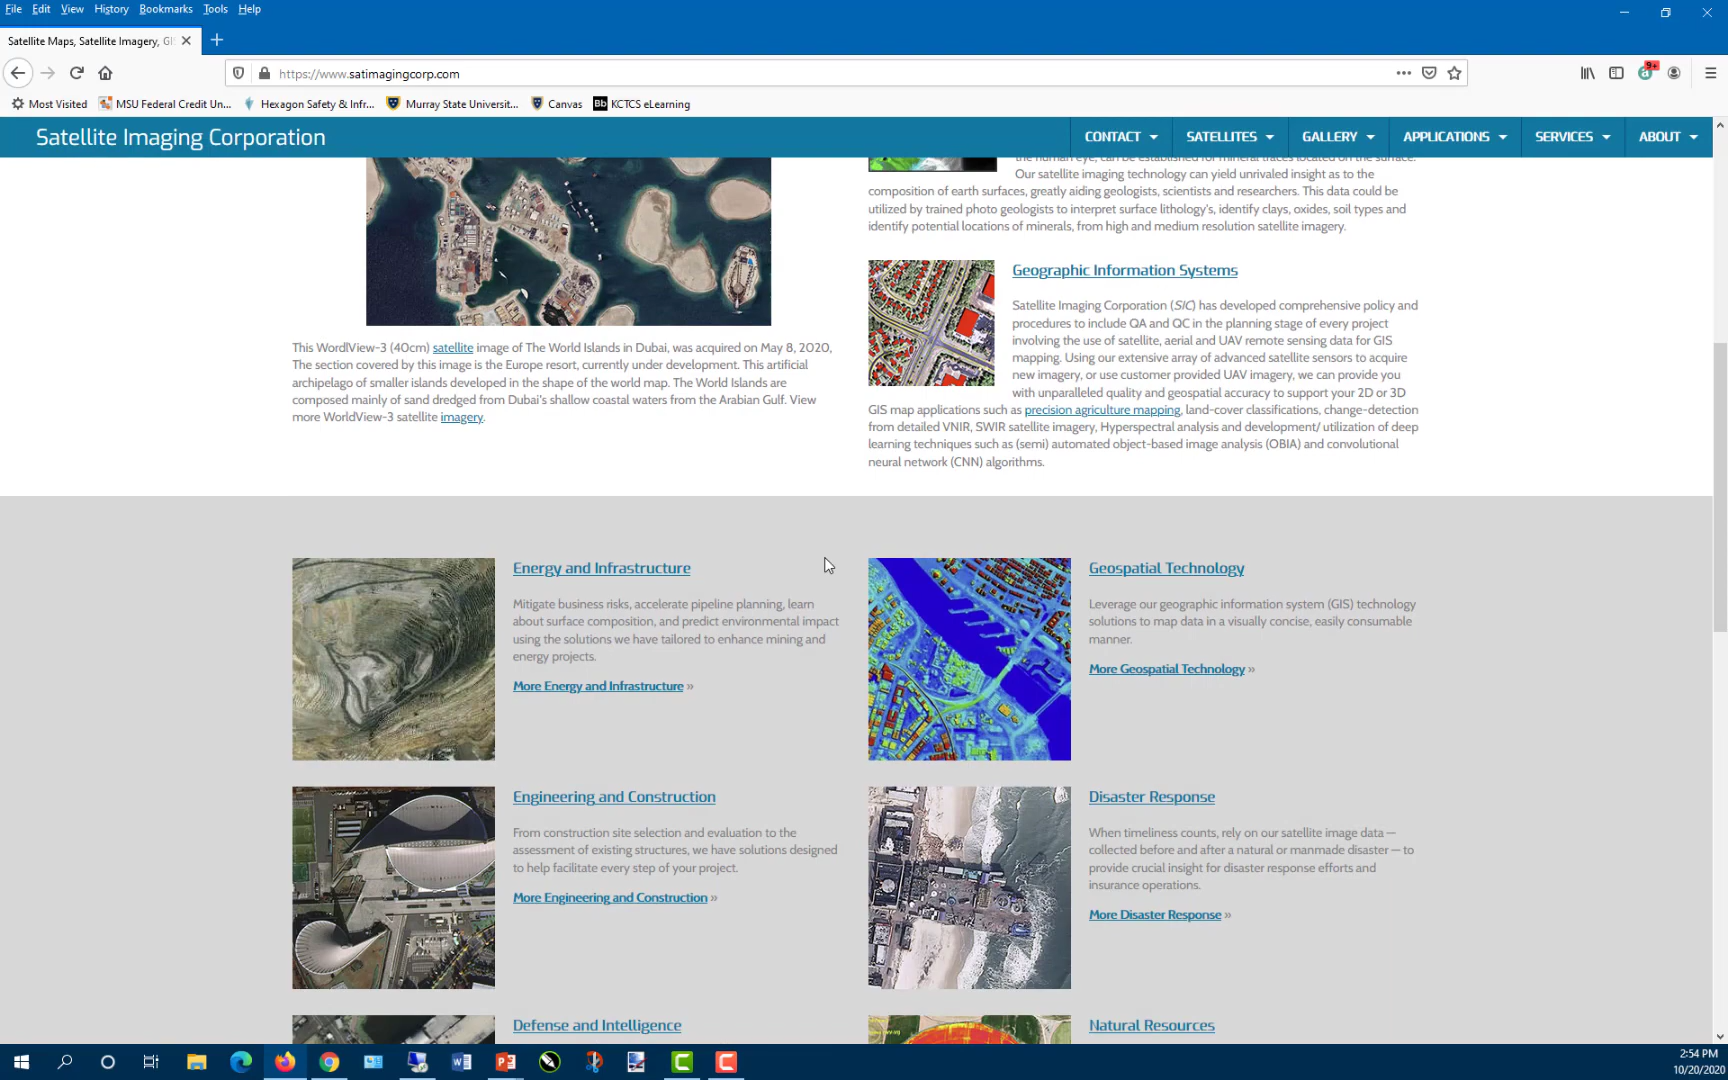 File Edit View History Bookmarks Tools Help
Satellite Maps, Satellite Imagery, GI
https://www.satimagingcorp.com
9+
Most Visited MSU Federal Credit Un... Hexagon Safety & Infr... Murray State Universit... Canvas Bb KCTCS eLearning
Satellite Imaging Corporation CONTACT SATELLITES GALLERY APPLICATIONS SERVICES ABOUT
the human eye, can be established for mineral traces located on the surface.
Our satellite imaging technology can yield unrivaled insight as to the
composition of earth surfaces, greatly aiding geologists, scientists and researchers. This data could be
utilized by trained photo geologists to interpret surface lithology's, identify clays, oxides, soil types and
identify potential locations of minerals, from high and medium resolution satellite imagery.
This WordlView-3 (40cm) satellite image of The World Islands in Dubai, was acquired on May 8, 2020,
The section covered by this image is the Europe resort, currently under development. This artificial
archipelago of smaller islands developed in the shape of the world map. The World Islands are
composed mainly of sand dredged from Dubai's shallow coastal waters from the Arabian Gulf. View
more WorldView-3 satellite imagery.
Geographic Information Systems
Satellite Imaging Corporation (SIC) has developed comprehensive policy and
procedures to include QA and QC in the planning stage of every project
involving the use of satellite, aerial and UAV remote sensing data for GIS
mapping. Using our extensive array of advanced satellite sensors to acquire
new imagery, or use customer provided UAV imagery, we can provide you
with unparalleled quality and geospatial accuracy to support your 2D or 3D
GIS map applications such as precision agriculture mapping, land-cover classifications, change-detection
from detailed VNIR, SWIR satellite imagery, Hyperspectral analysis and development/ utilization of deep
learning techniques such as (semi) automated object-based image analysis (OBIA) and convolutional
neural network (CNN) algorithms.
Energy and Infrastructure
Mitigate business risks, accelerate pipeline planning, learn
about surface composition, and predict environmental impact
using the solutions we have tailored to enhance mining and
energy projects.
More Energy and Infrastructure »
Geospatial Technology
Leverage our geographic information system (GIS) technology
solutions to map data in a visually concise, easily consumable
manner.
More Geospatial Technology »
Engineering and Construction
From construction site selection and evaluation to the
assessment of existing structures, we have solutions designed
to help facilitate every step of your project.
More Engineering and Construction »
Disaster Response
When timeliness counts, rely on our satellite image data —
collected before and after a natural or manmade disaster — to
provide crucial insight for disaster response efforts and
insurance operations.
More Disaster Response »
Defense and Intelligence
Natural Resources
2:54 PM
10/20/2020